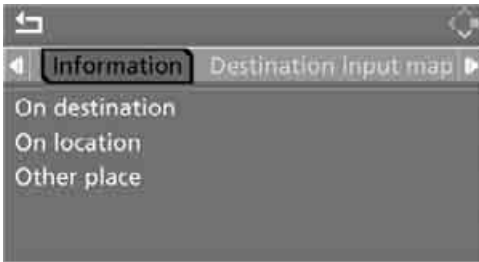 Information Destination input map
On destination
On location
Other place